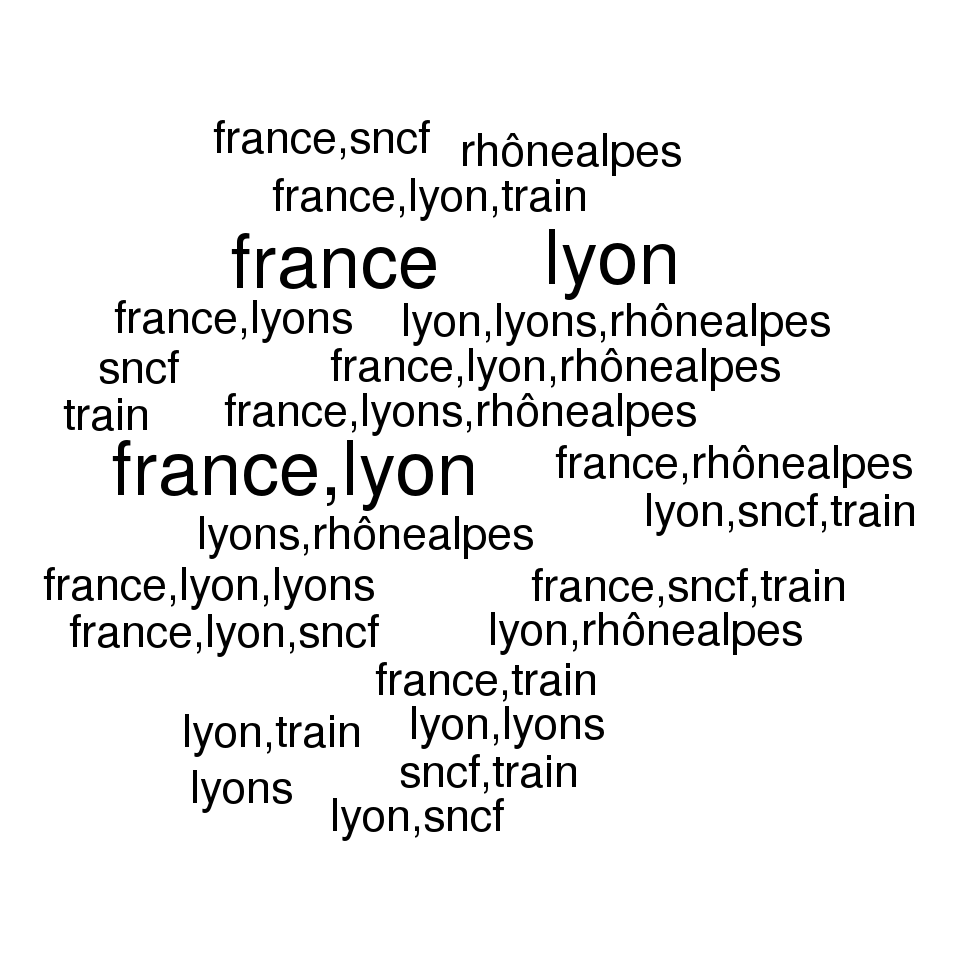 france,sncf
rhônealpes
france,lyon,train
france
lyon
france,lyons
lyon,lyons,rhônealpes
sncf
france,lyon,rhônealpes
train
france,lyons,rhônealpes
france,lyon
france,rhônealpes
lyon,sncf,train
lyons,rhônealpes
france,lyon,lyons
france,sncf,train
france,lyon,sncf
lyon,rhônealpes
france,train
lyon,train
lyon,lyons
sncf,train
lyons
lyon,sncf